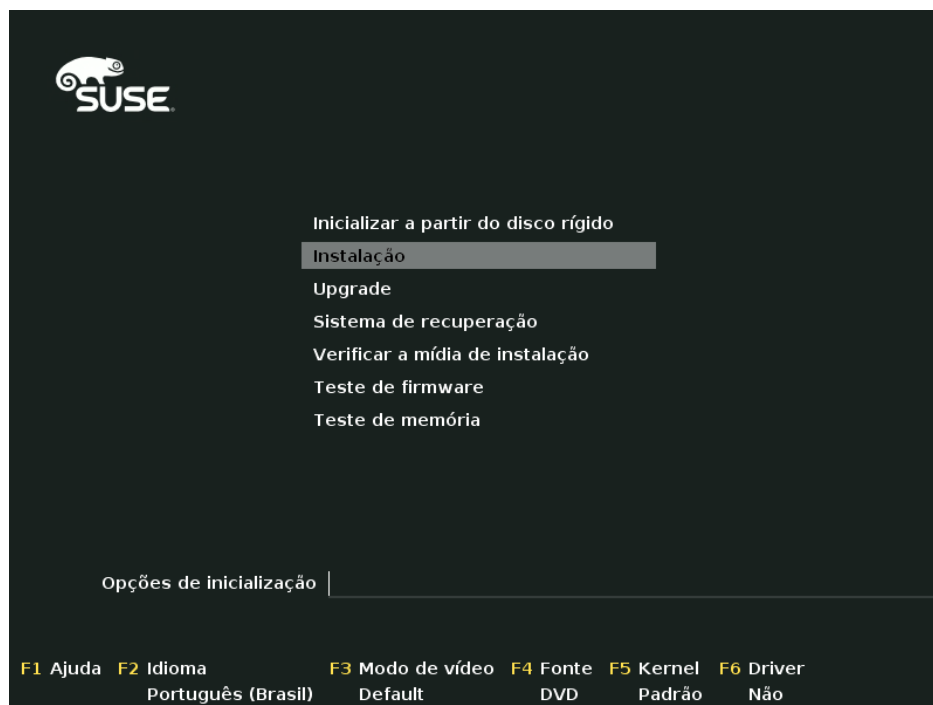 SUSE.
Inicializar a partir do disco rígido
Instalação
Upgrade
Sistema de recuperação
Verificar a mídia de instalação
Teste de firmware
Teste de memória
Opções de inicialização
F1 Ajuda F2 Idioma F3 Modo de vídeo F4 Fonte F5 Kernel F6 Driver
Português (Brasil) Default DVD Padrão Não